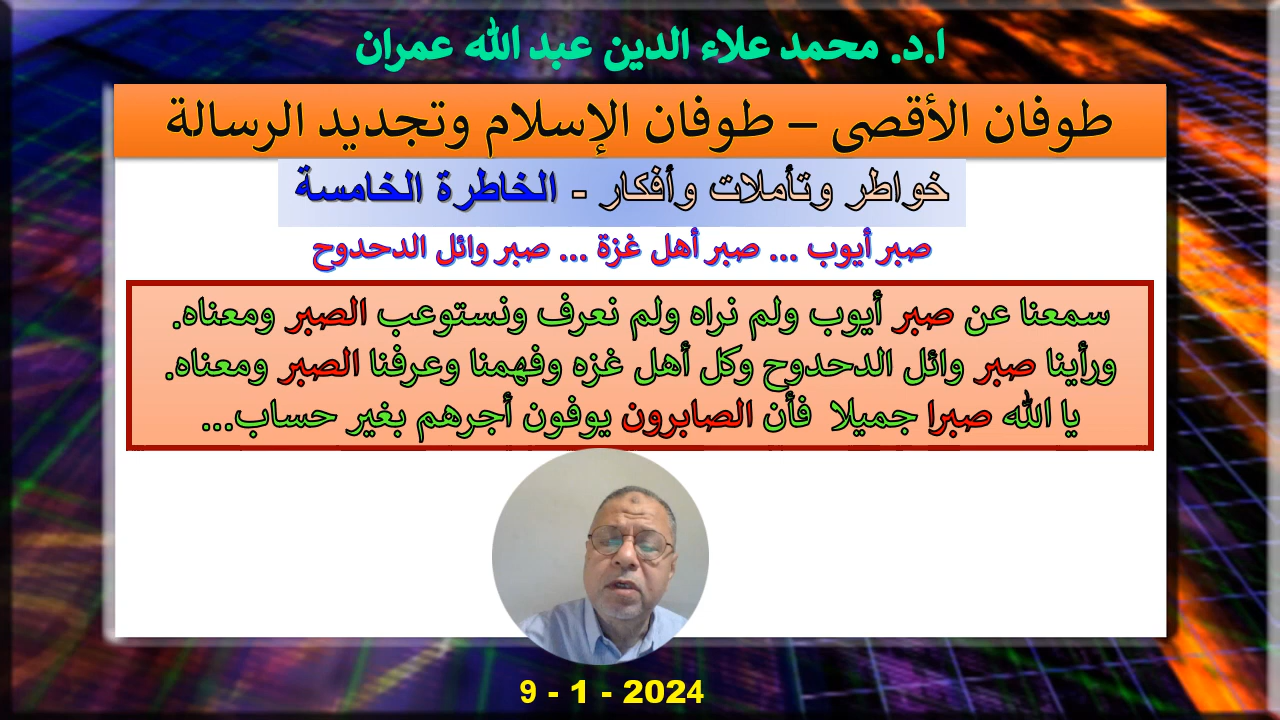 ا.د. محمد علاء الدين عبد الله عمران
طوفان الأقصى – طوفان الإسلام وتجديد الرسالة
خواطر وتأملات وأفكار - الخاطرة الخامسة
صبر أيوب ... صبر أهل غزة ... صبر وائل الدحدوح
سمعنا عن صبر أيوب ولم نراه ولم نعرف ونستوعب الصبر ومعناه.
ورأينا صبر وائل الدحدوح وكل أهل غزه وفهمنا وعرفنا الصبر ومعناه.
يا الله صبرا جميلا فأن الصابرون يوفون أجرهم بغير حساب...
9 - 1 - 2024